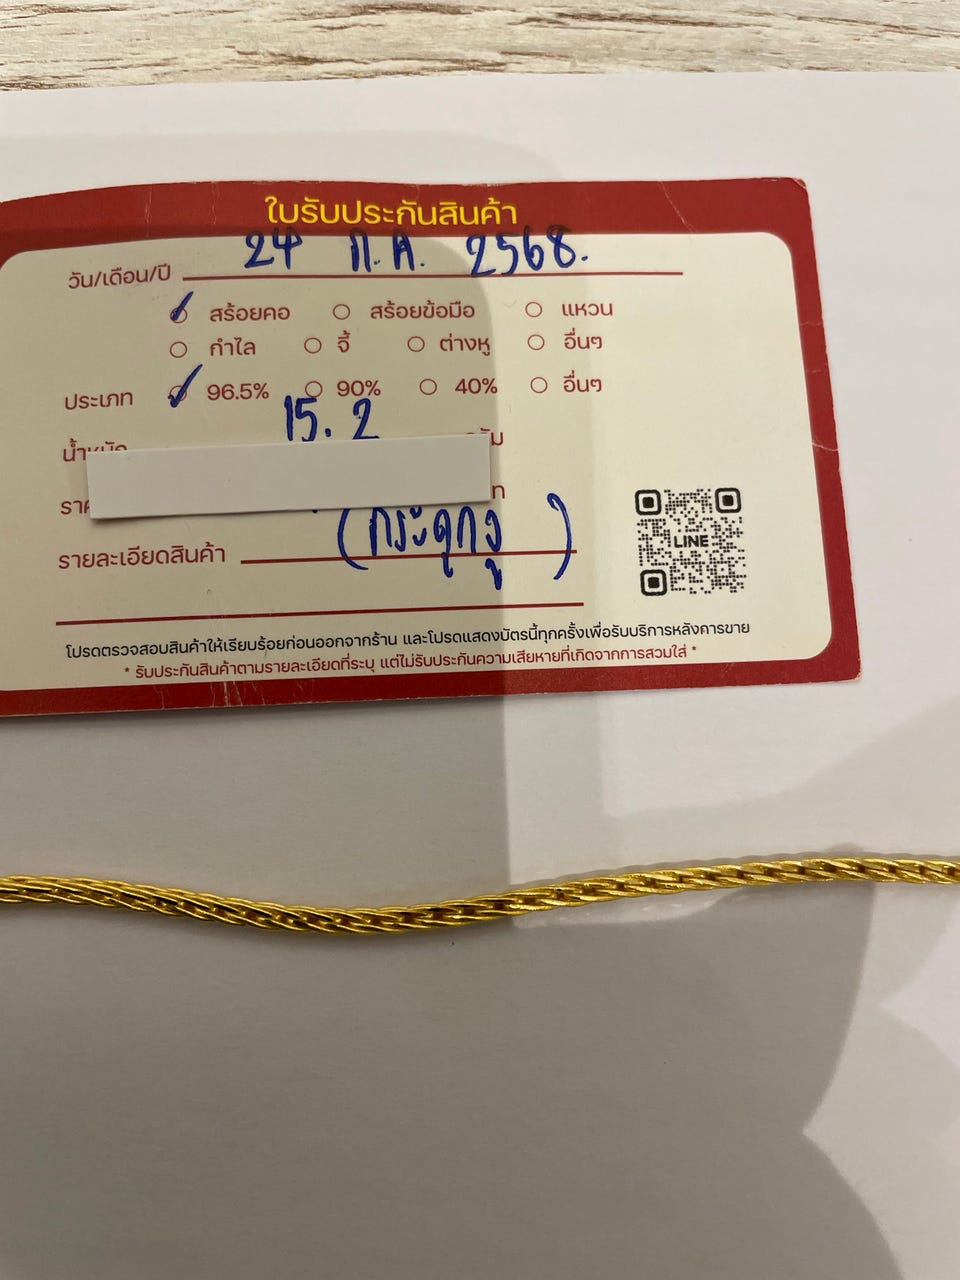 ใบรับประกันสินค้า
วัน/เดือน/ปี 24 ก.ค. 2568.
สร้อยคอ สร้อยข้อมือ แหวน
กำไล จี้ ต่างหู อื่นๆ
ประเภท 96.5% 90% 40% อื่นๆ
15.2
รายละเอียดสินค้า (กระดูกงู)
LINE
โปรดตรวจสอบสินค้าให้เรียบร้อยก่อนออกจากร้าน และโปรดแสดงบัตรนี้ทุกครั้งเพื่อรับบริการหลังการขาย
* รับประกันสินค้าตามรายละเอียดที่ระบุ แต่ไม่รับประกันความเสียหายที่เกิดจากการสวมใส่ *